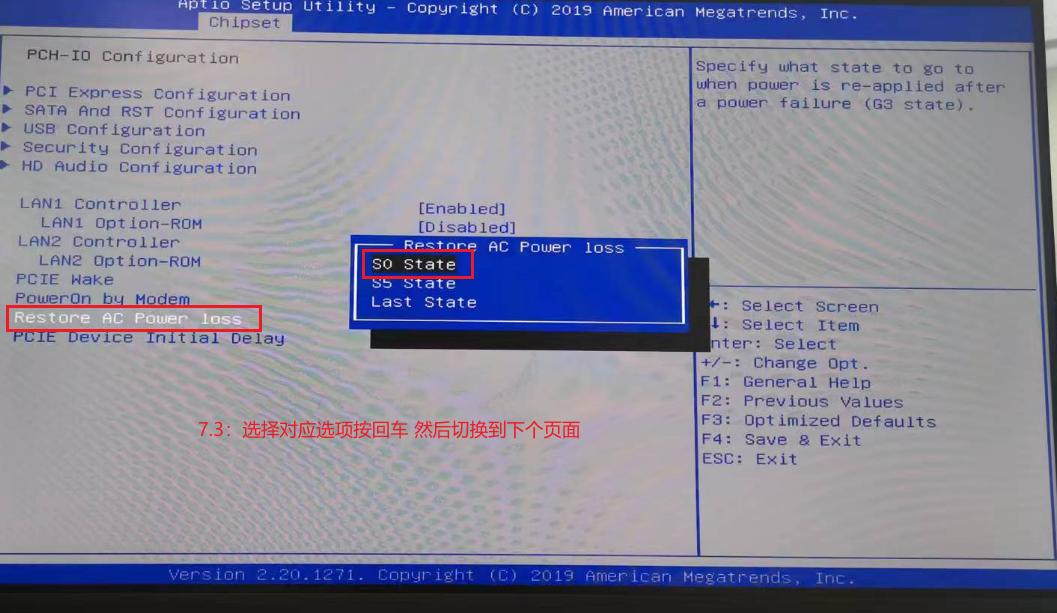 Aptio Setup Utility - Copyright (C) 2019 American Megatrends, Inc.
Chipset
PCH-IO Configuration
PCI Express Configuration
SATA And RST Configuration
USB Configuration
Security Configuration
HD Audio Configuration
LAN1 Controller [Enabled]
LAN1 Option-ROM [Disabled]
LAN2 Controller
LAN2 Option-ROM
PCIE Wake
PowerOn by Modem
Restore AC Power loss
PCIE Device Initial Delay
Restore AC Power loss
S0 State
S5 State
Last State
7.3：选择对应选项按回车 然后切换到下个页面
Specify what state to go to
when power is re-applied after
a power failure (G3 state).
←: Select Screen
↓: Select Item
nter: Select
+/-: Change Opt.
F1: General Help
F2: Previous Values
F3: Optimized Defaults
F4: Save & Exit
ESC: Exit
Version 2.20.1271. Copyright (C) 2019 American Megatrends, Inc.